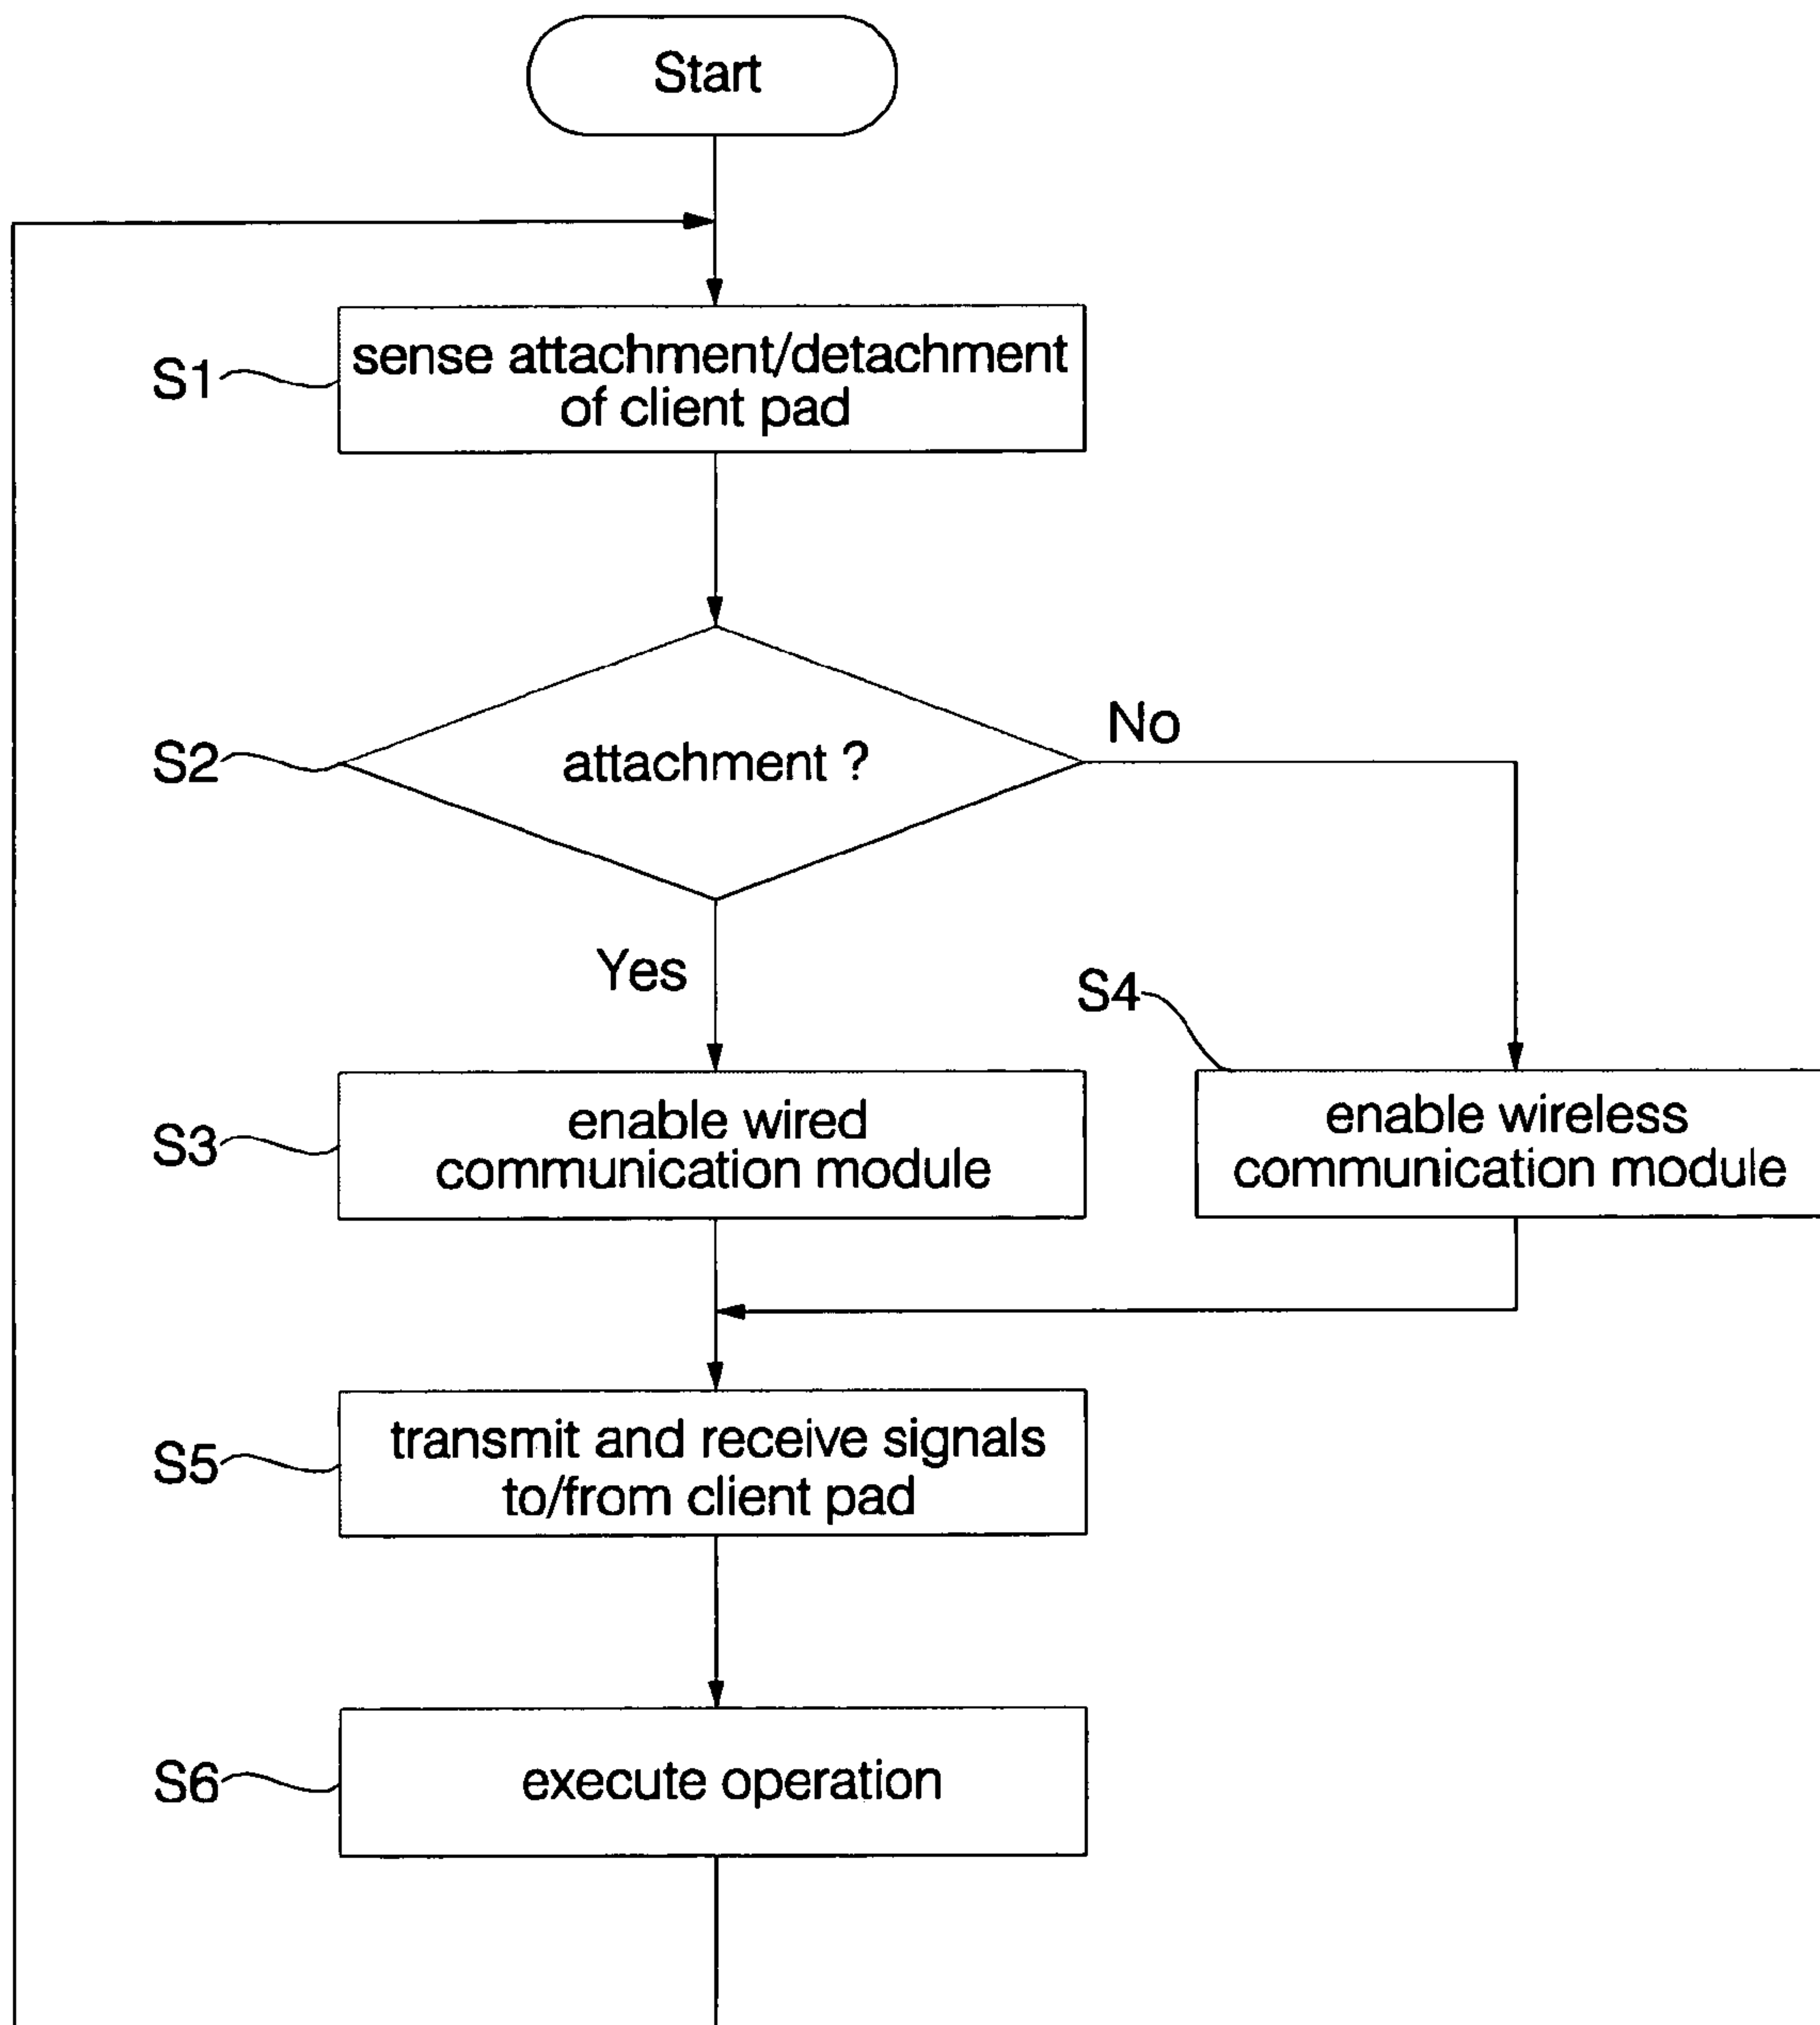 Start
S1
sense attachment/detachment
of client pad
S2
attachment ?
No
Yes
S4
S3
enable wired
communication module
enable wireless
communication module
S5
transmit and receive signals
to/from client pad
S6
execute operation